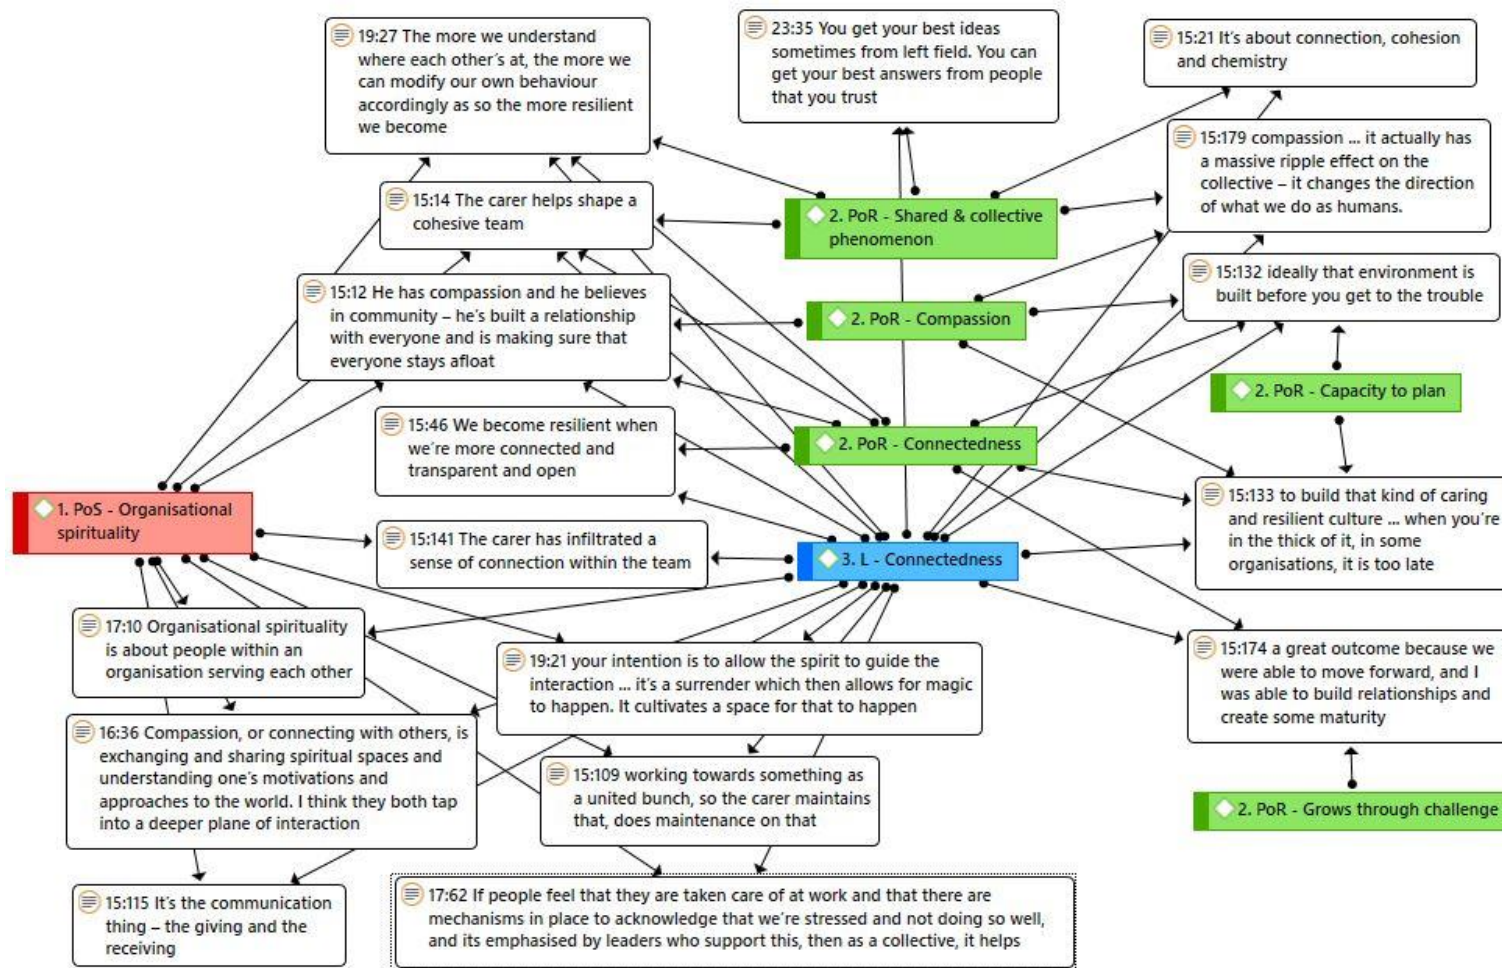 19:27 The more we understand
where each other's at, the more we
can modify our own behaviour
accordingly as so the more resilient
we become
23:35 You get your best ideas
sometimes from left field. You can
get your best answers from people
that you trust
15:21 It's about connection, cohesion
and chemistry
15:179 compassion ... it actually has
a massive ripple effect on the
collective – it changes the direction
of what we do as humans.
15:14 The carer helps shape a
cohesive team
2. PoR - Shared & collective
phenomenon
15:132 ideally that environment is
built before you get to the trouble
15:12 He has compassion and he believes
in community – he's built a relationship
with everyone and is making sure that
everyone stays afloat
2. PoR - Compassion
2. PoR - Capacity to plan
15:46 We become resilient when
we're more connected and
transparent and open
2. PoR - Connectedness
1. PoS - Organisational
spirituality
15:133 to build that kind of caring
and resilient culture ... when you're
in the thick of it, in some
organisations, it is too late
15:141 The carer has infiltrated a
sense of connection within the team
3. L - Connectedness
17:10 Organisational spirituality
is about people within an
organisation serving each other
19:21 your intention is to allow the spirit to guide the
interaction ... it's a surrender which then allows for magic
to happen. It cultivates a space for that to happen
15:174 a great outcome because we
were able to move forward, and I
was able to build relationships and
create some maturity
16:36 Compassion, or connecting with others, is
exchanging and sharing spiritual spaces and
understanding one's motivations and
approaches to the world. I think they both tap
into a deeper plane of interaction
15:109 working towards something as
a united bunch, so the carer maintains
that, does maintenance on that
2. PoR - Grows through challenge
15:115 It's the communication
thing – the giving and the
receiving
17:62 If people feel that they are taken care of at work and that there are
mechanisms in place to acknowledge that we're stressed and not doing so well,
and its emphasised by leaders who support this, then as a collective, it helps